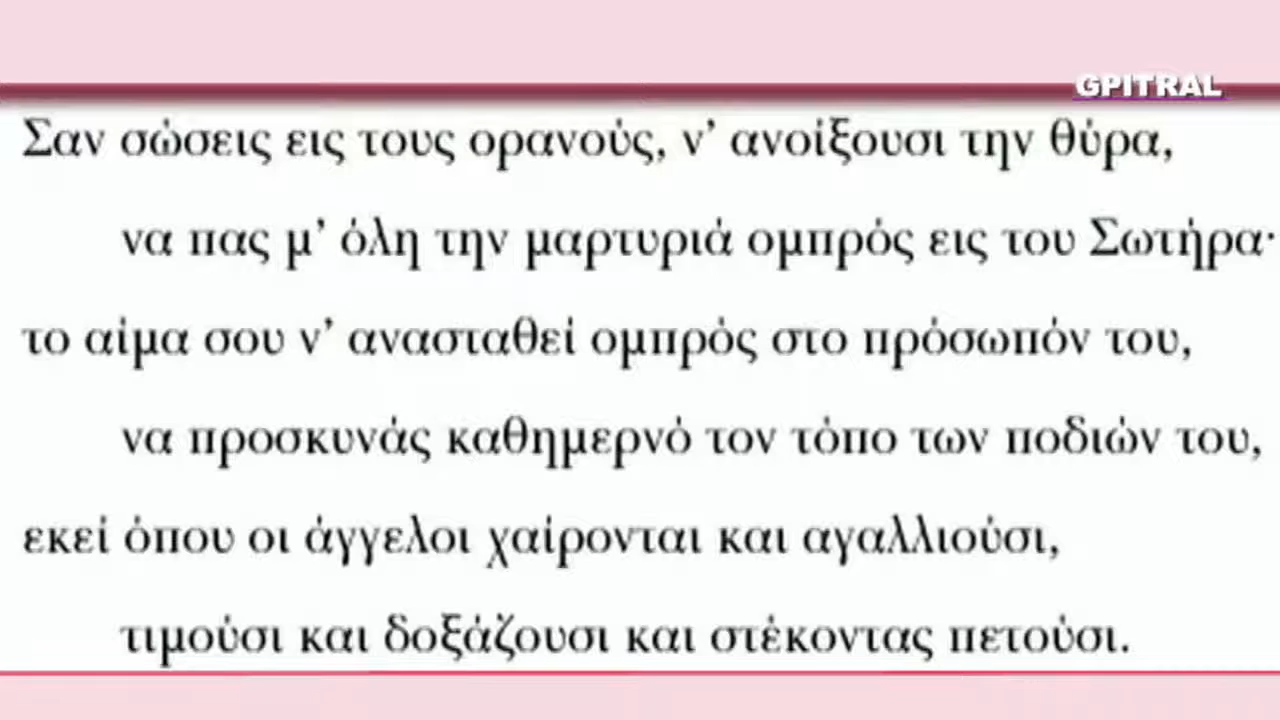 GPITRAL
Σαν σώσεις εις τους ορανούς, ν’ ανοίξουσι την θύρα,
να πας μ’ όλη την μαρτυριά ομπρός εις του Σωτήρα·
το αίμα σου ν’ ανασταθεί ομπρός στο πρόσωπόν του,
να προσκυνάς καθημερνό τον τόπο των ποδιών του,
εκεί όπου οι άγγελοι χαίρονται και αγαλλιούσι,
τιμούσι και δοξάζουσι και στέκοντας πετούσι.